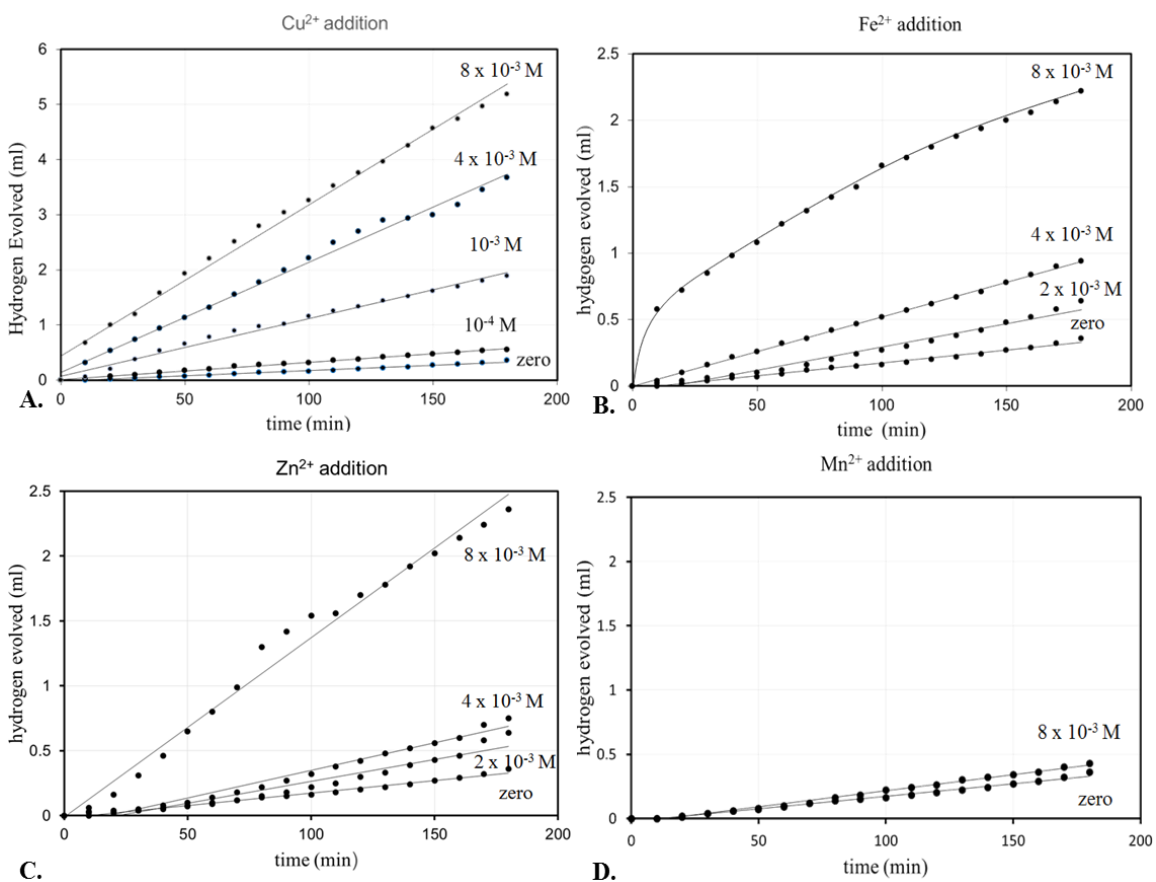 Cu²⁺ addition
Hydrogen Evolved (ml)
6
5
4
3
2
1
0
8 x 10⁻³ M
4 x 10⁻³ M
10⁻³ M
10⁻⁴ M
zero
0
50
100
150
200
time (min)
A.
Fe²⁺ addition
hydgogen evolved (ml)
2.5
2
1.5
1
0.5
0
8 x 10⁻³ M
4 x 10⁻³ M
2 x 10⁻³ M
zero
0
50
100
150
200
time (min)
B.
Zn²⁺ addition
hydrogen evolved (ml)
2.5
2
1.5
1
0.5
0
8 x 10⁻³ M
4 x 10⁻³ M
2 x 10⁻³ M
zero
0
50
100
150
200
time (min)
C.
Mn²⁺ addition
hydrogen evolved (ml)
2.5
2
1.5
1
0.5
0
8 x 10⁻³ M
zero
0
50
100
150
200
time (min)
D.